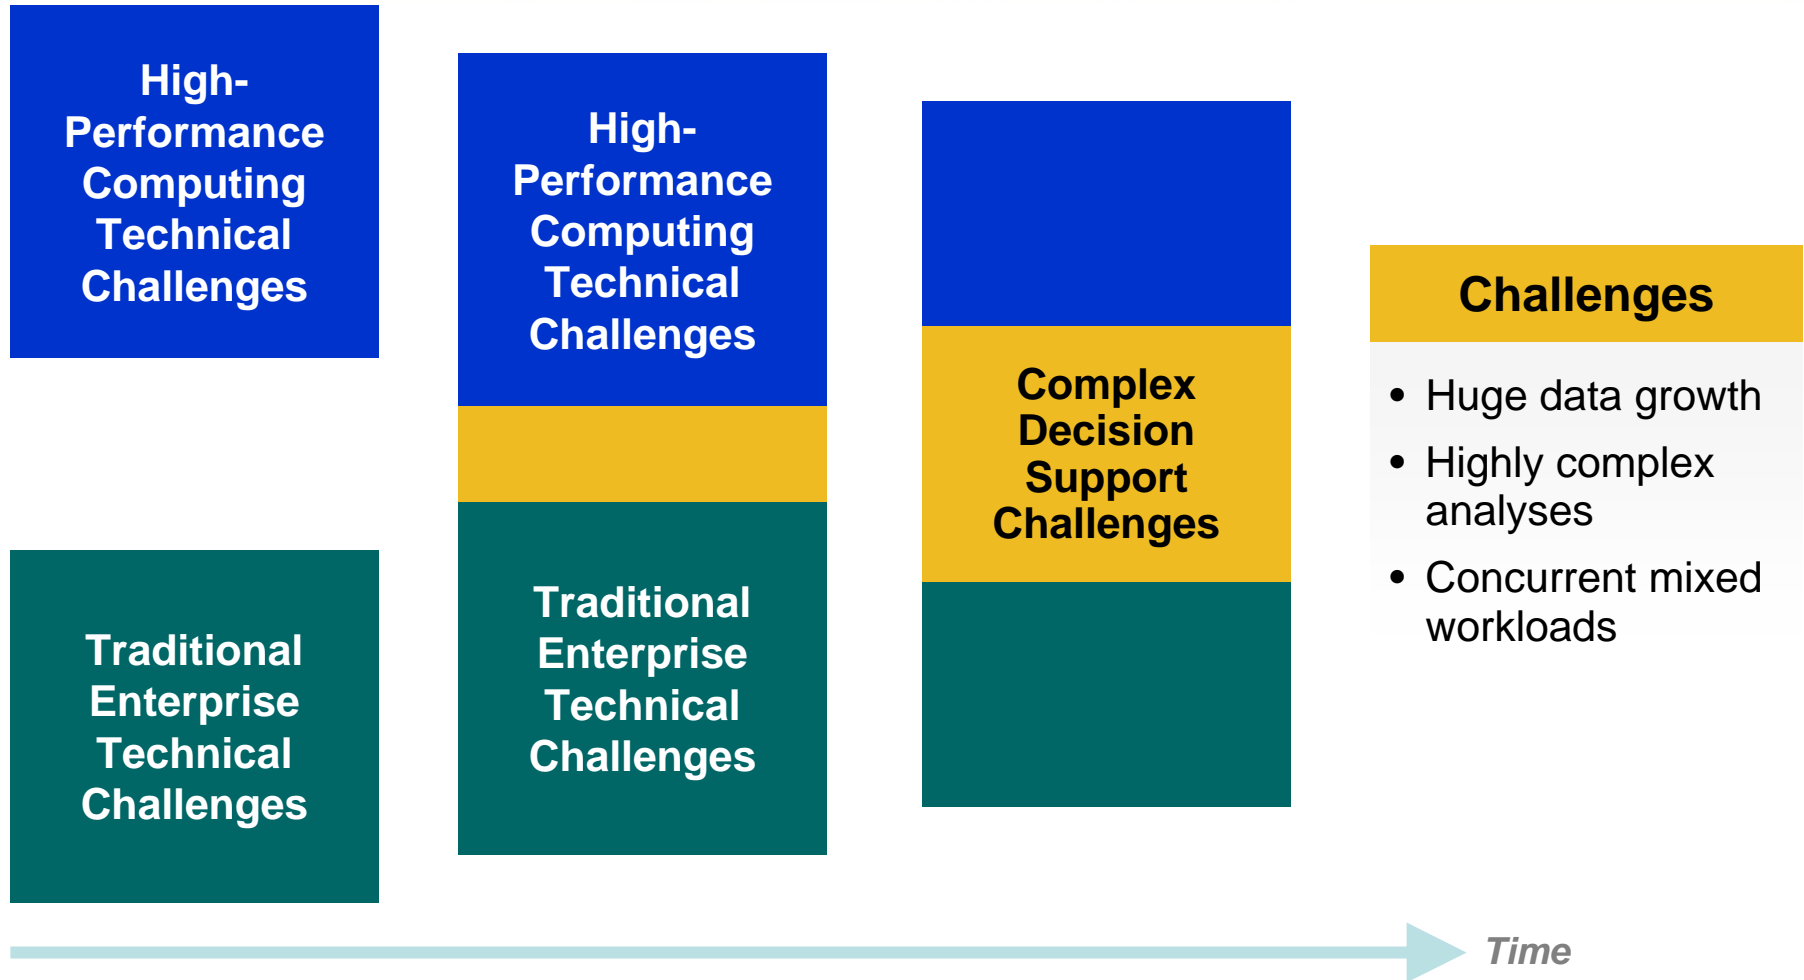 High-
Performance
Computing
Technical
Challenges
Traditional
Enterprise
Technical
Challenges
High-
Performance
Computing
Technical
Challenges
Traditional
Enterprise
Technical
Challenges
Complex
Decision
Support
Challenges
Challenges
• Huge data growth
• Highly complex
analyses
• Concurrent mixed
workloads
Time